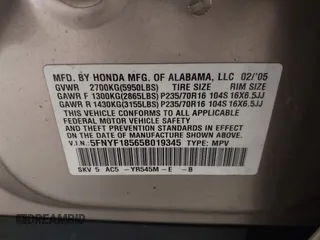 MFD. BY HONDA MFG. OF ALABAMA, LLC 02/'05
GVWR 2700KG(5950LBS) TIRE SIZE RIM SIZE
GAWR F 1300KG(2865LBS) P235/70R16 104S 16X6.5JJ
GAWR R 1430KG(3155LBS) P235/70R16 104S 16X6.5JJ
THIS VEHICLE CONFORMS TO ALL APPLICABLE
FEDERAL MOTOR VEHICLE SAFETY AND THEFT
PREVENTION STANDARDS IN EFFECT ON THE DATE
OF MANUFACTURE SHOWN ABOVE.
V.I.N.: 5FNYF18565B019345 TYPE: MPV
SKV 5 AC5 -YR545M-E -B